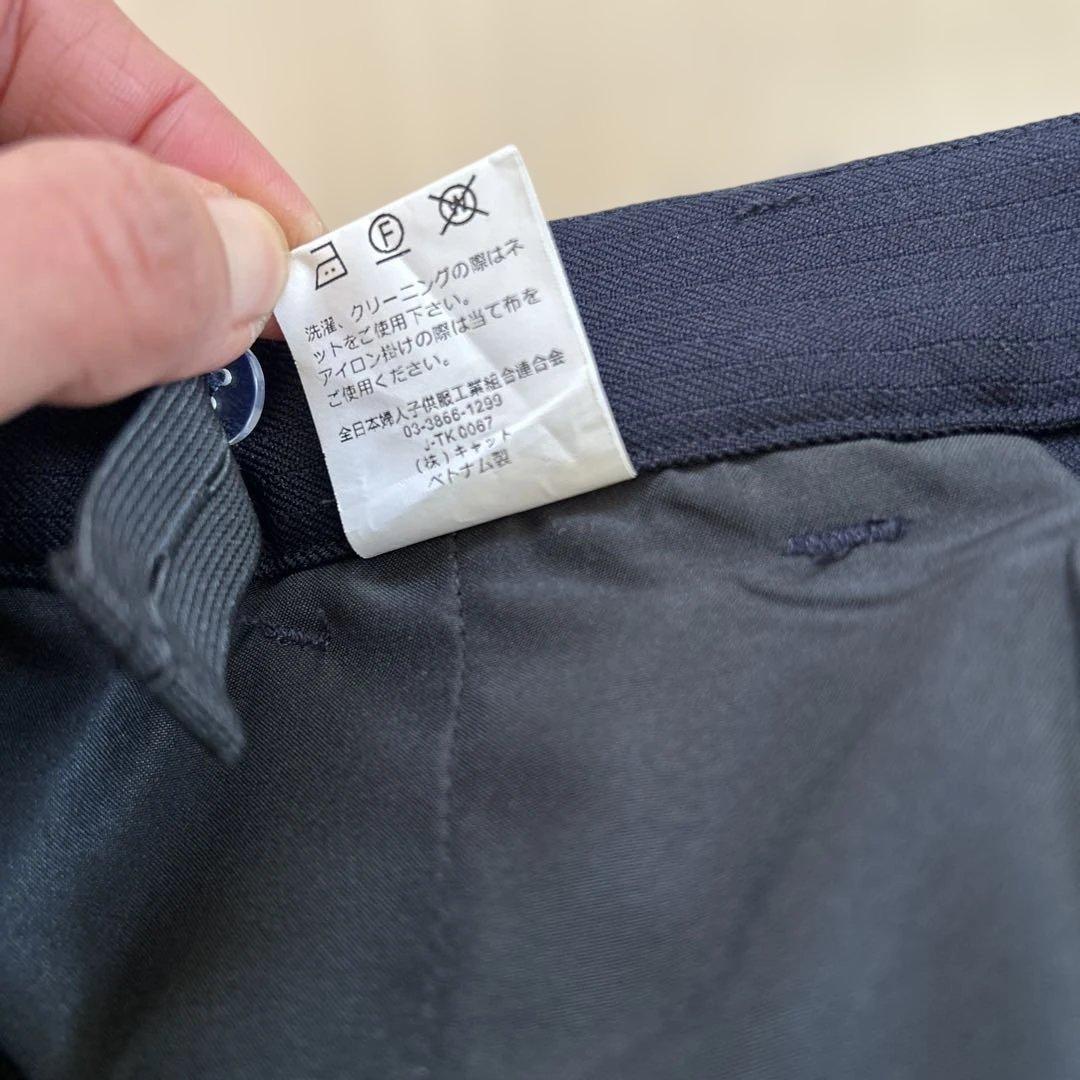 F W
洗濯、クリーニングの際はネ
ットをご使用下さい。
アイロン掛けの際は当て布を
ご使用ください。
全日本婦人子供服工業組合連合会
03-3866-1299
J-TK0067
(株)キャット
ベトナム製